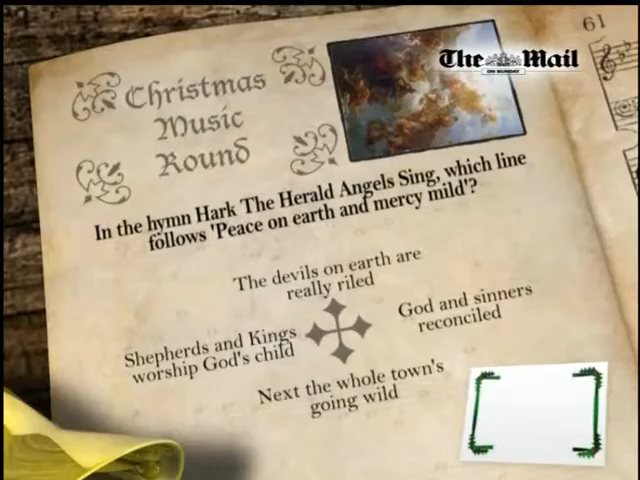 61
The Mail
ON SUNDAY
Christmas
Music
Round
In the hymn Hark The Herald Angels Sing, which line
follows 'Peace on earth and mercy mild'?
The devils on earth are
really riled
God and sinners
reconciled
Shepherds and Kings
worship God's child
Next the whole town's
going wild